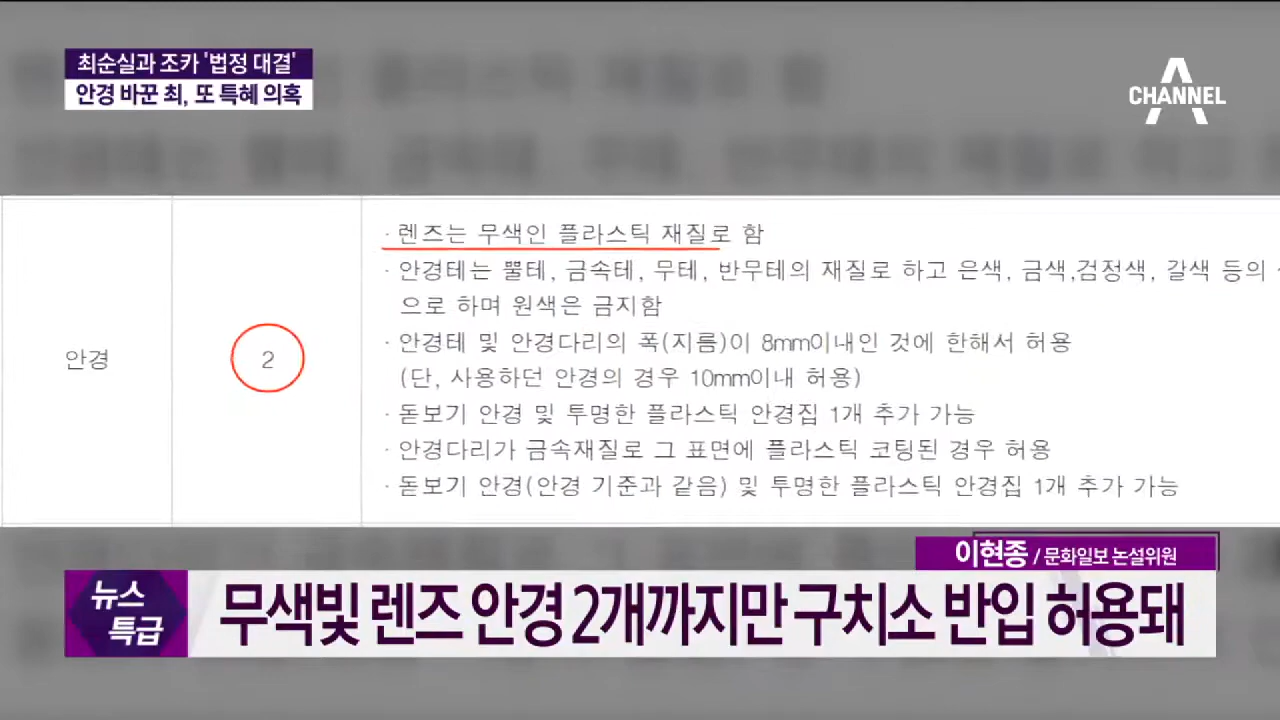 최순실과 조카 '법정 대결'
안경 바꾼 최, 또 특혜 의혹
CHANNEL
안경
2
· 렌즈는 무색인 플라스틱 재질로 함
· 안경테는 뿔테, 금속테, 무테, 반무테의 재질로 하고 은색, 금색,검정색, 갈색 등의
으로 하며 원색은 금지함
· 안경테 및 안경다리의 폭(지름)이 8mm이내인 것에 한해서 허용
(단, 사용하던 안경의 경우 10mm이내 허용)
· 돋보기 안경 및 투명한 플라스틱 안경집 1개 추가 가능
· 안경다리가 금속재질로 그 표면에 플라스틱 코팅된 경우 허용
· 돋보기 안경(안경 기준과 같음) 및 투명한 플라스틱 안경집 1개 추가 가능
이현종 / 문화일보 논설위원
뉴스
특급
무색빛 렌즈 안경 2개까지만 구치소 반입 허용돼